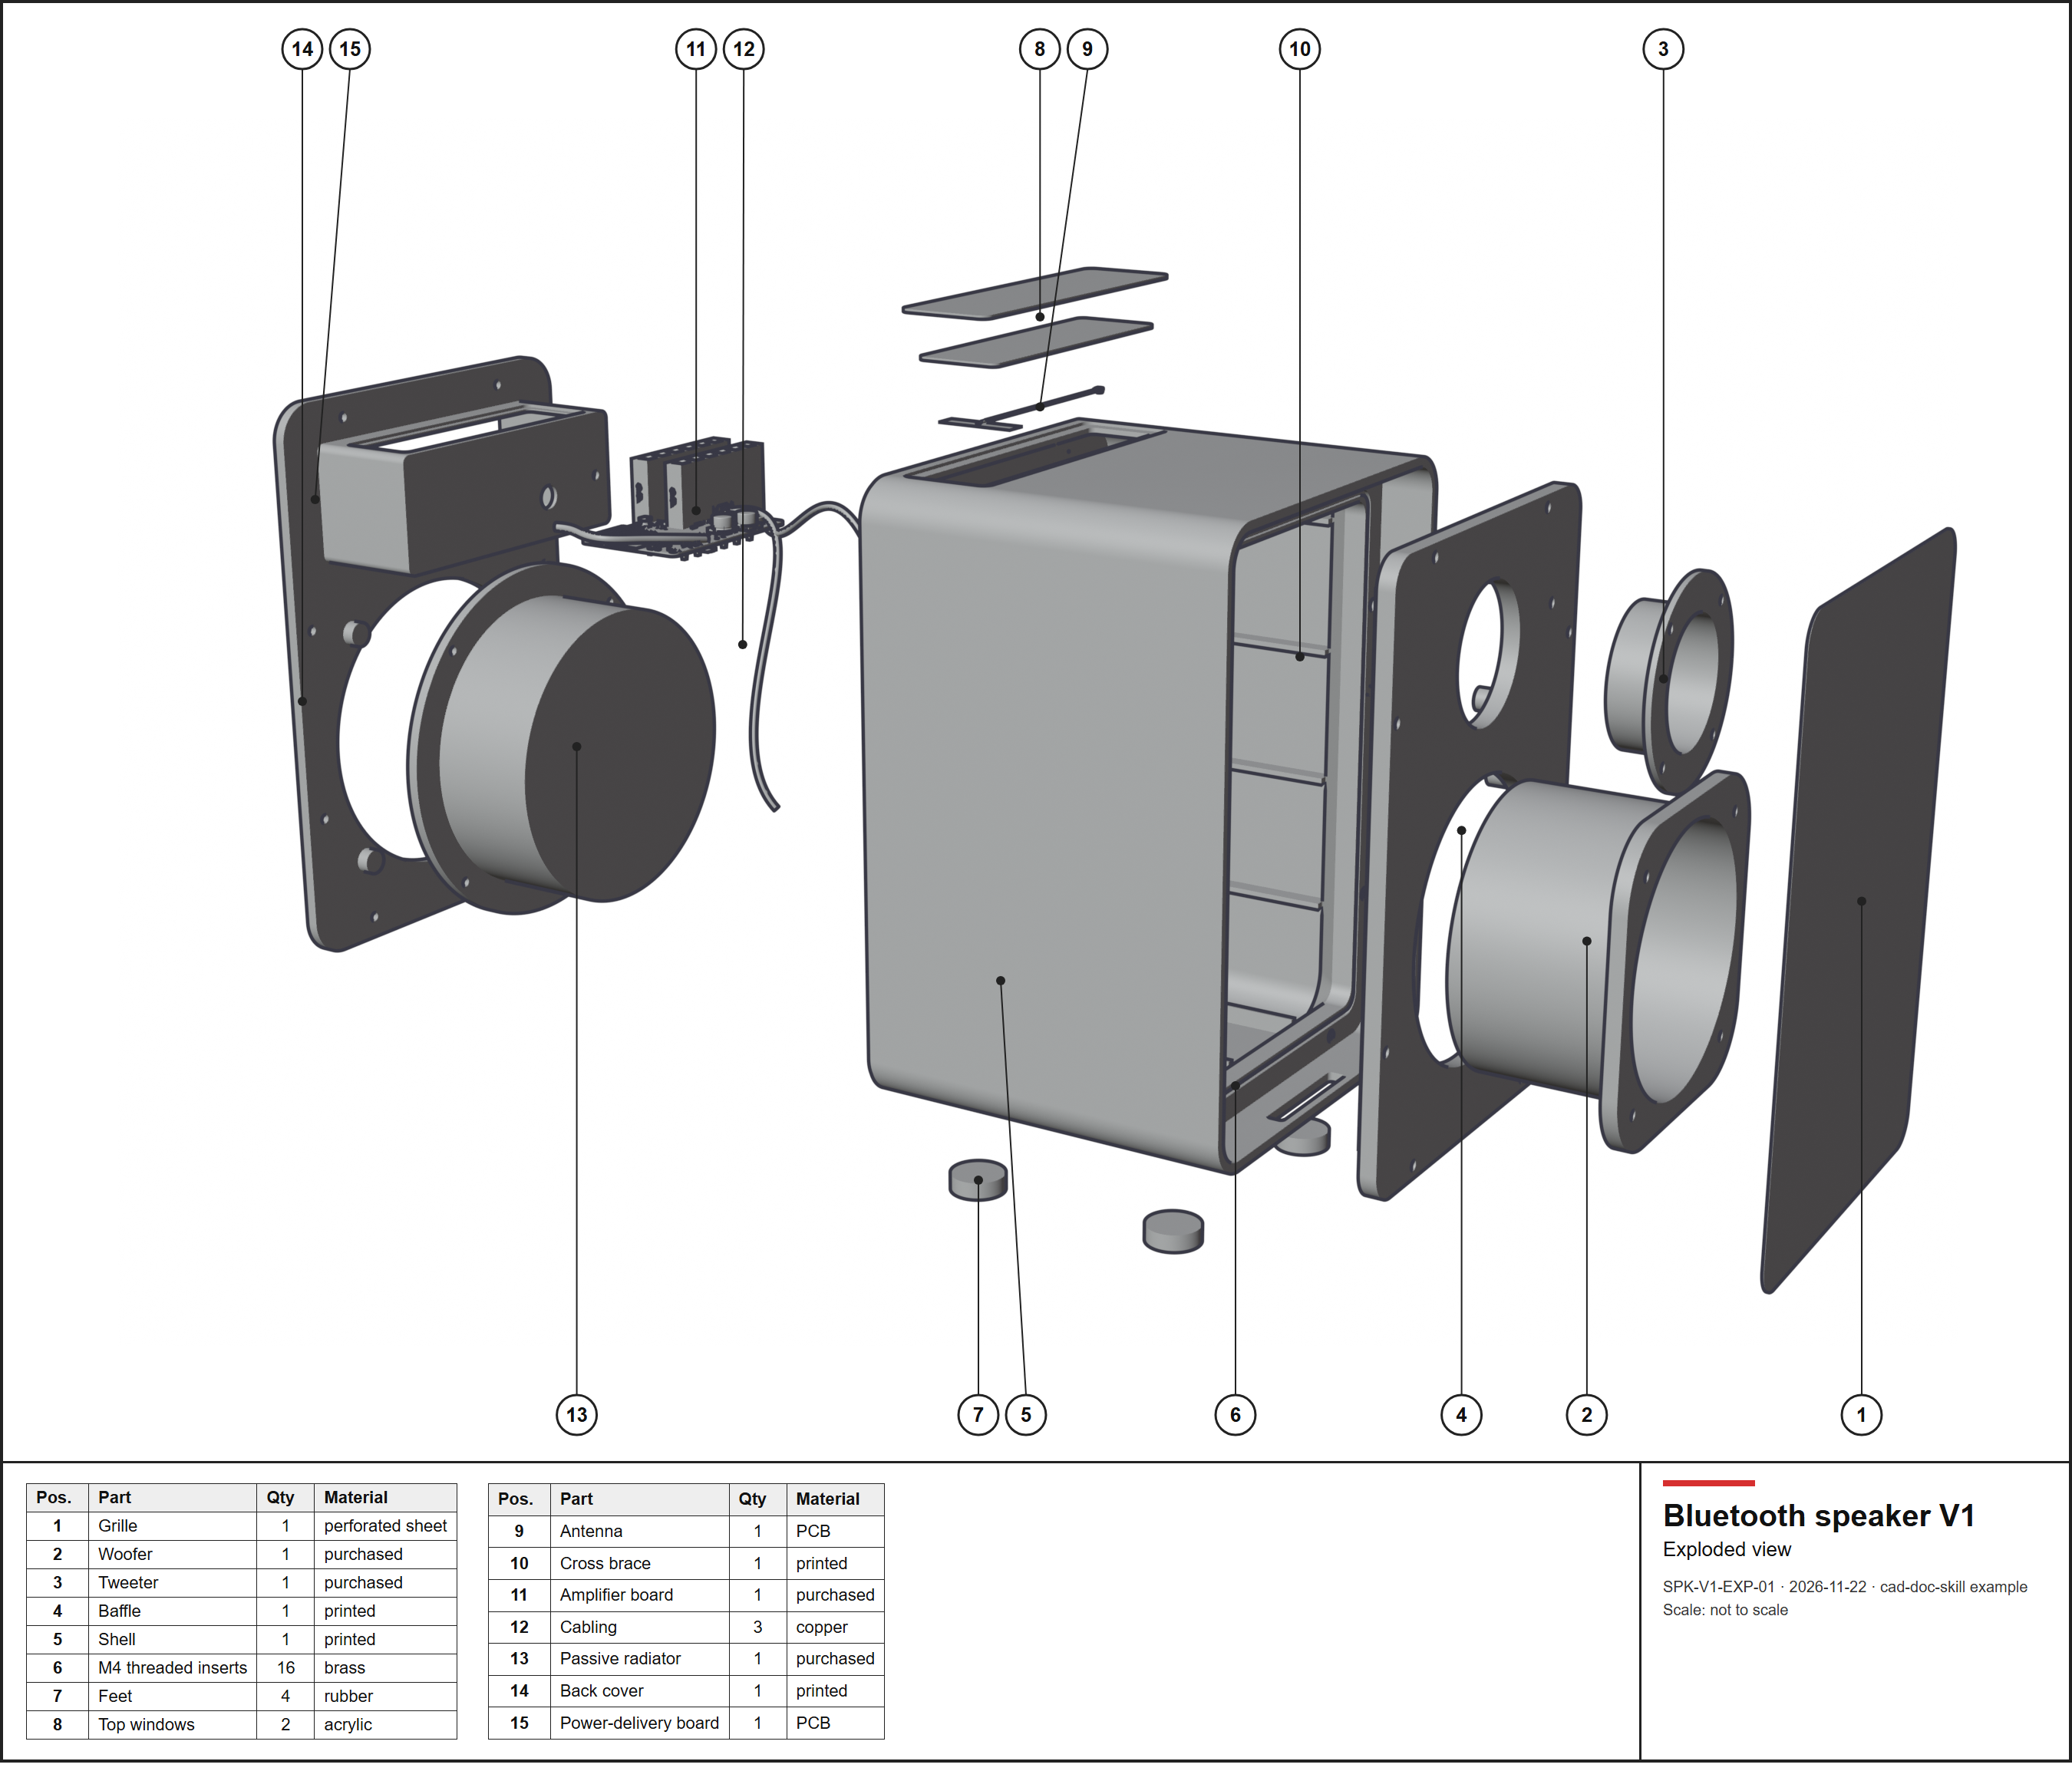 14 15 11 12 8 9 10 3
13 7 5 6 4 2 1
Pos. Part Qty Material
1 Grille 1 perforated sheet
2 Woofer 1 purchased
3 Tweeter 1 purchased
4 Baffle 1 printed
5 Shell 1 printed
6 M4 threaded inserts 16 brass
7 Feet 4 rubber
8 Top windows 2 acrylic
Pos. Part Qty Material
9 Antenna 1 PCB
10 Cross brace 1 printed
11 Amplifier board 1 purchased
12 Cabling 3 copper
13 Passive radiator 1 purchased
14 Back cover 1 printed
15 Power-delivery board 1 PCB
Bluetooth speaker V1
Exploded view
SPK-V1-EXP-01 · 2026-11-22 · cad-doc-skill example
Scale: not to scale